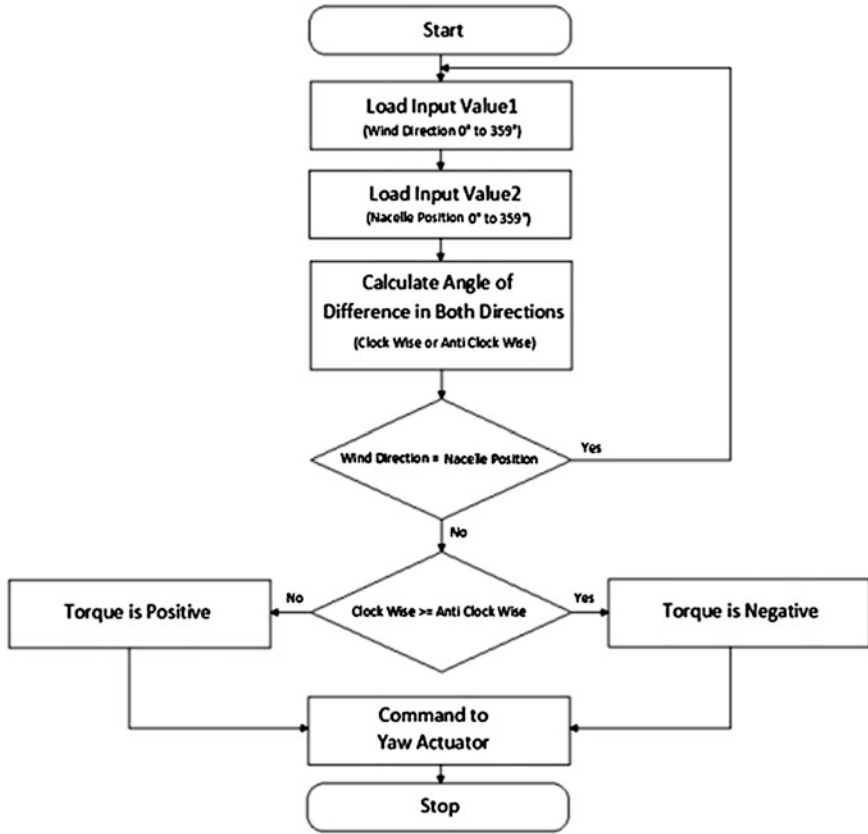 Start
Load Input Value1
(Wind Direction 0° to 359°)
Load Input Value2
(Nacelle Position 0° to 359°)
Calculate Angle of
Difference in Both Directions
(Clock Wise or Anti Clock Wise)
Wind Direction = Nacelle Position
Yes
No
Clock Wise >= Anti Clock Wise
No
Yes
Torque is Positive
Torque is Negative
Command to
Yaw Actuator
Stop